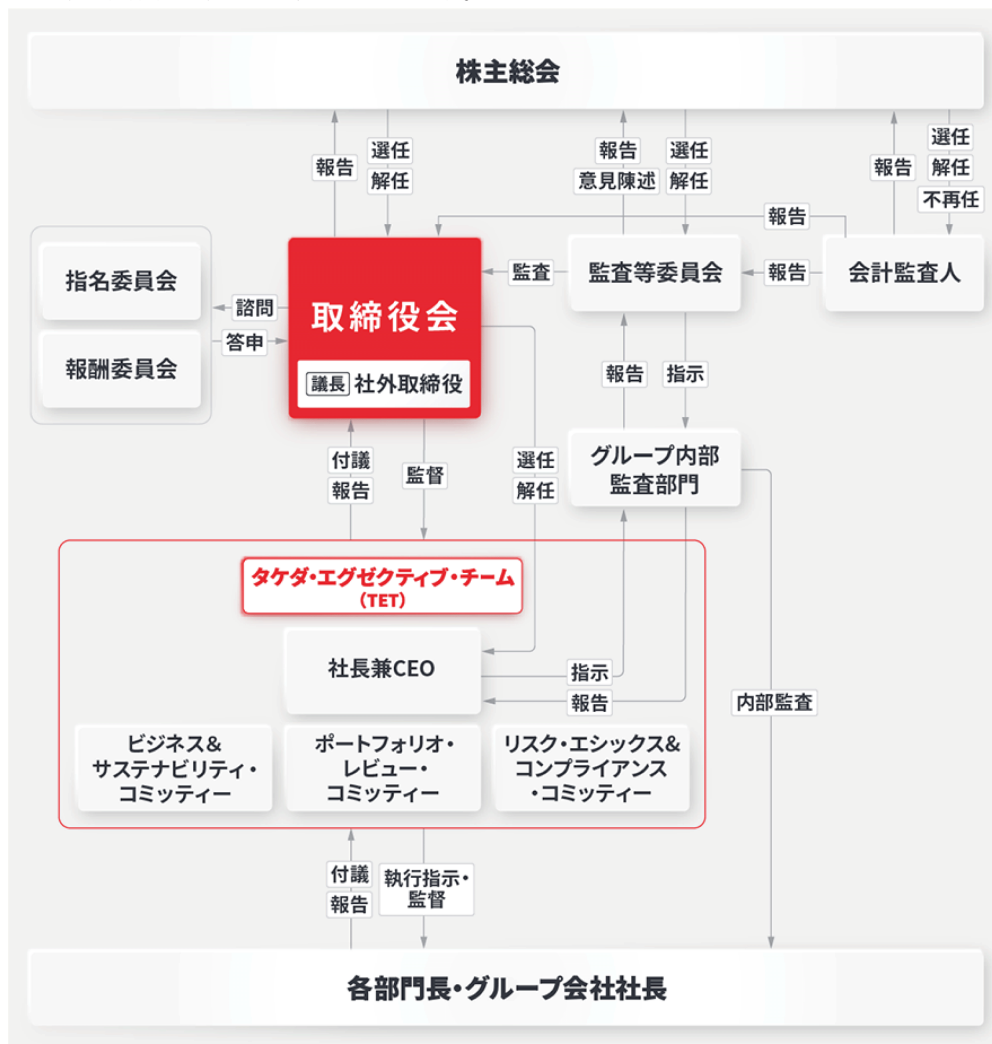 株主総会
報告
選任
解任
報告
意見陳述
選任
解任
報告
選任
解任
不再任
報告
指名委員会
報酬委員会
諮問
答申
取締役会
議長 社外取締役
監査
監査等委員会
報告
会計監査人
報告
指示
付議
報告
監督
選任
解任
グループ内部
監査部門
タケダ・エグゼクティブ・チーム
（TET）
社長兼CEO
指示
報告
内部監査
ビジネス＆
サステナビリティ・
コミッティー
ポートフォリオ・
レビュー・
コミッティー
リスク・エシックス＆
コンプライアンス
・コミッティー
付議
報告
執行指示・
監督
各部門長・グループ会社社長